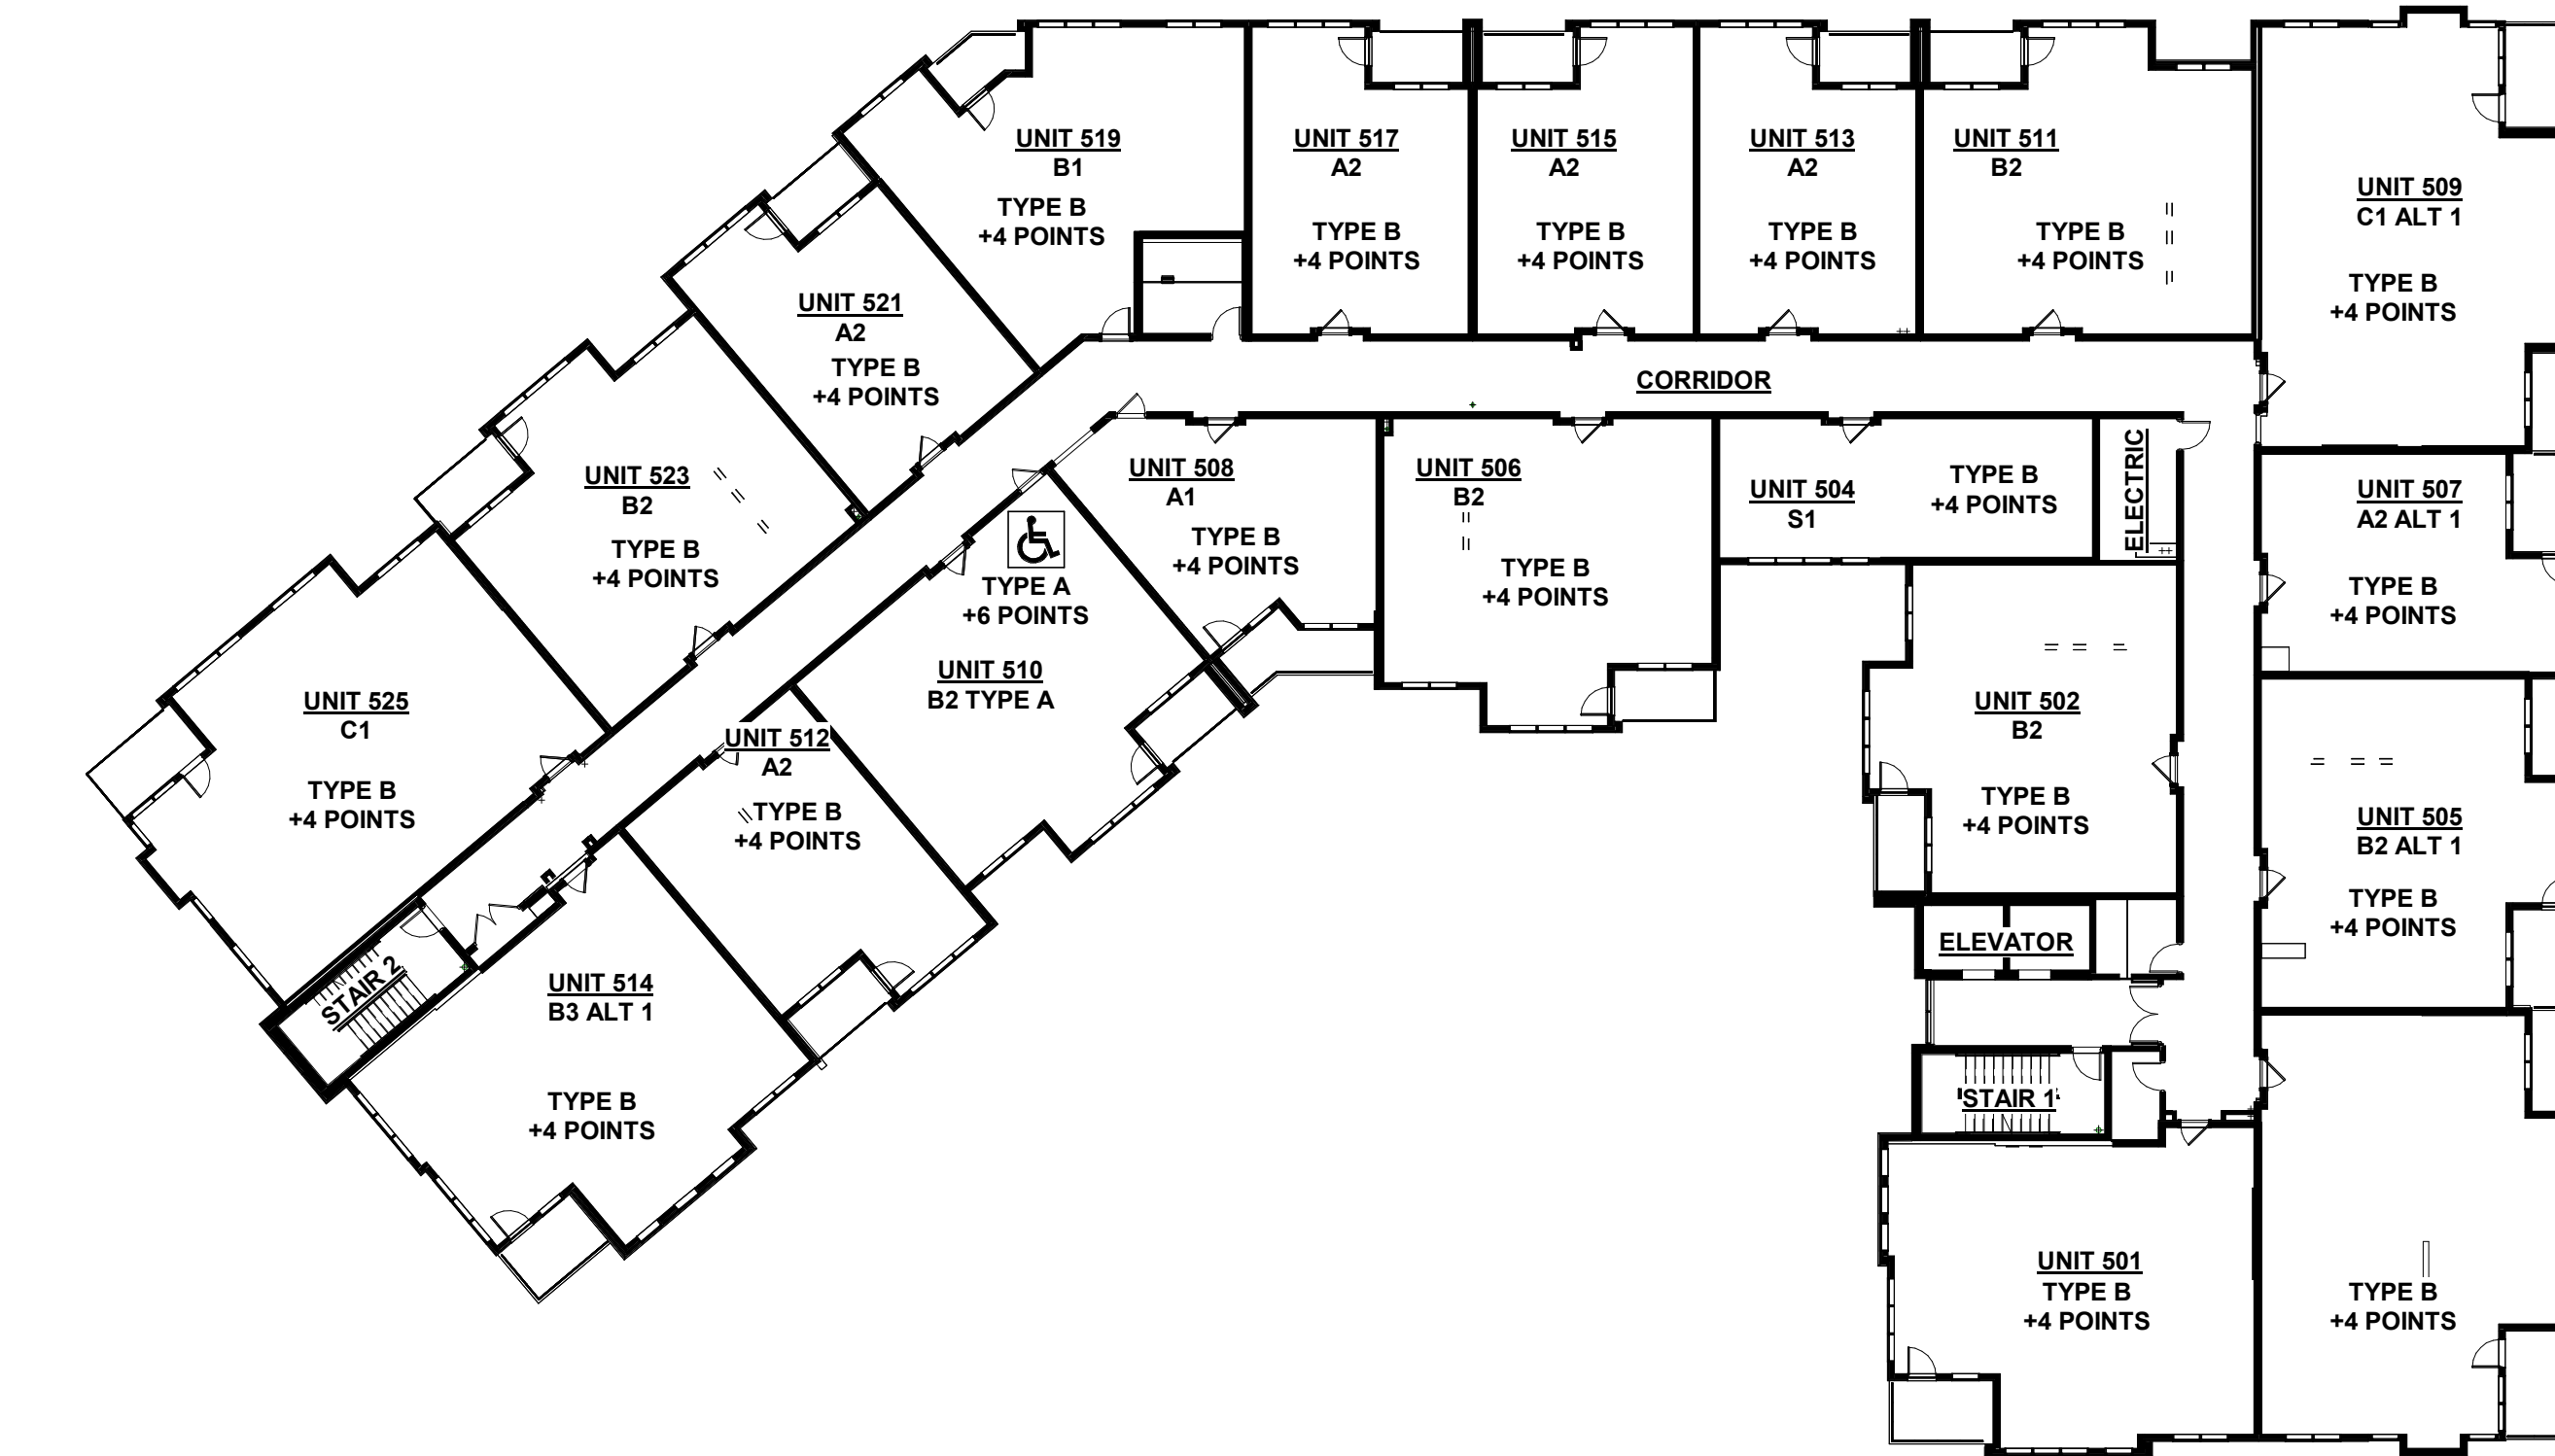 UNIT 519
B1
TYPE B
+4 POINTS
UNIT 517
A2
TYPE B
+4 POINTS
UNIT 515
A2
TYPE B
+4 POINTS
UNIT 513
A2
TYPE B
+4 POINTS
UNIT 511
B2
TYPE B
+4 POINTS
UNIT 509
C1 ALT 1
TYPE B
+4 POINTS
UNIT 521
A2
TYPE B
+4 POINTS
CORRIDOR
UNIT 523
B2
TYPE B
+4 POINTS
UNIT 508
A1
TYPE B
+4 POINTS
UNIT 506
B2
TYPE B
+4 POINTS
UNIT 504
S1
TYPE B
+4 POINTS
ELECTRIC
UNIT 507
A2 ALT 1
TYPE B
+4 POINTS
TYPE A
+6 POINTS
UNIT 510
B2 TYPE A
UNIT 525
C1
TYPE B
+4 POINTS
UNIT 512
A2
TYPE B
+4 POINTS
UNIT 502
B2
TYPE B
+4 POINTS
UNIT 505
B2 ALT 1
TYPE B
+4 POINTS
ELEVATOR
STAIR 2
UNIT 514
B3 ALT 1
TYPE B
+4 POINTS
STAIR 1
UNIT 501
TYPE B
+4 POINTS
TYPE B
+4 POINTS